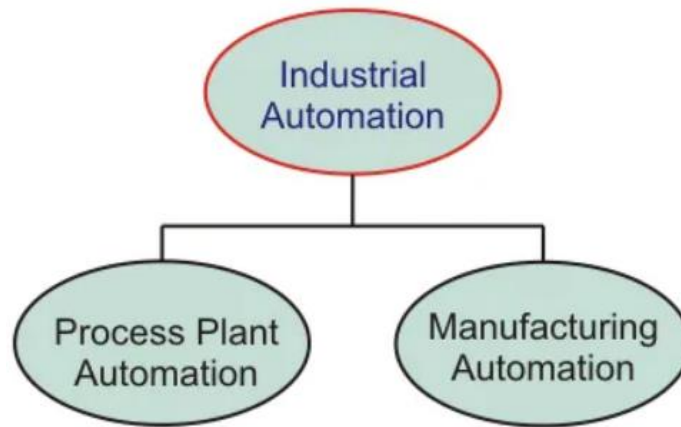 Industrial
Automation
Process Plant
Automation
Manufacturing
Automation